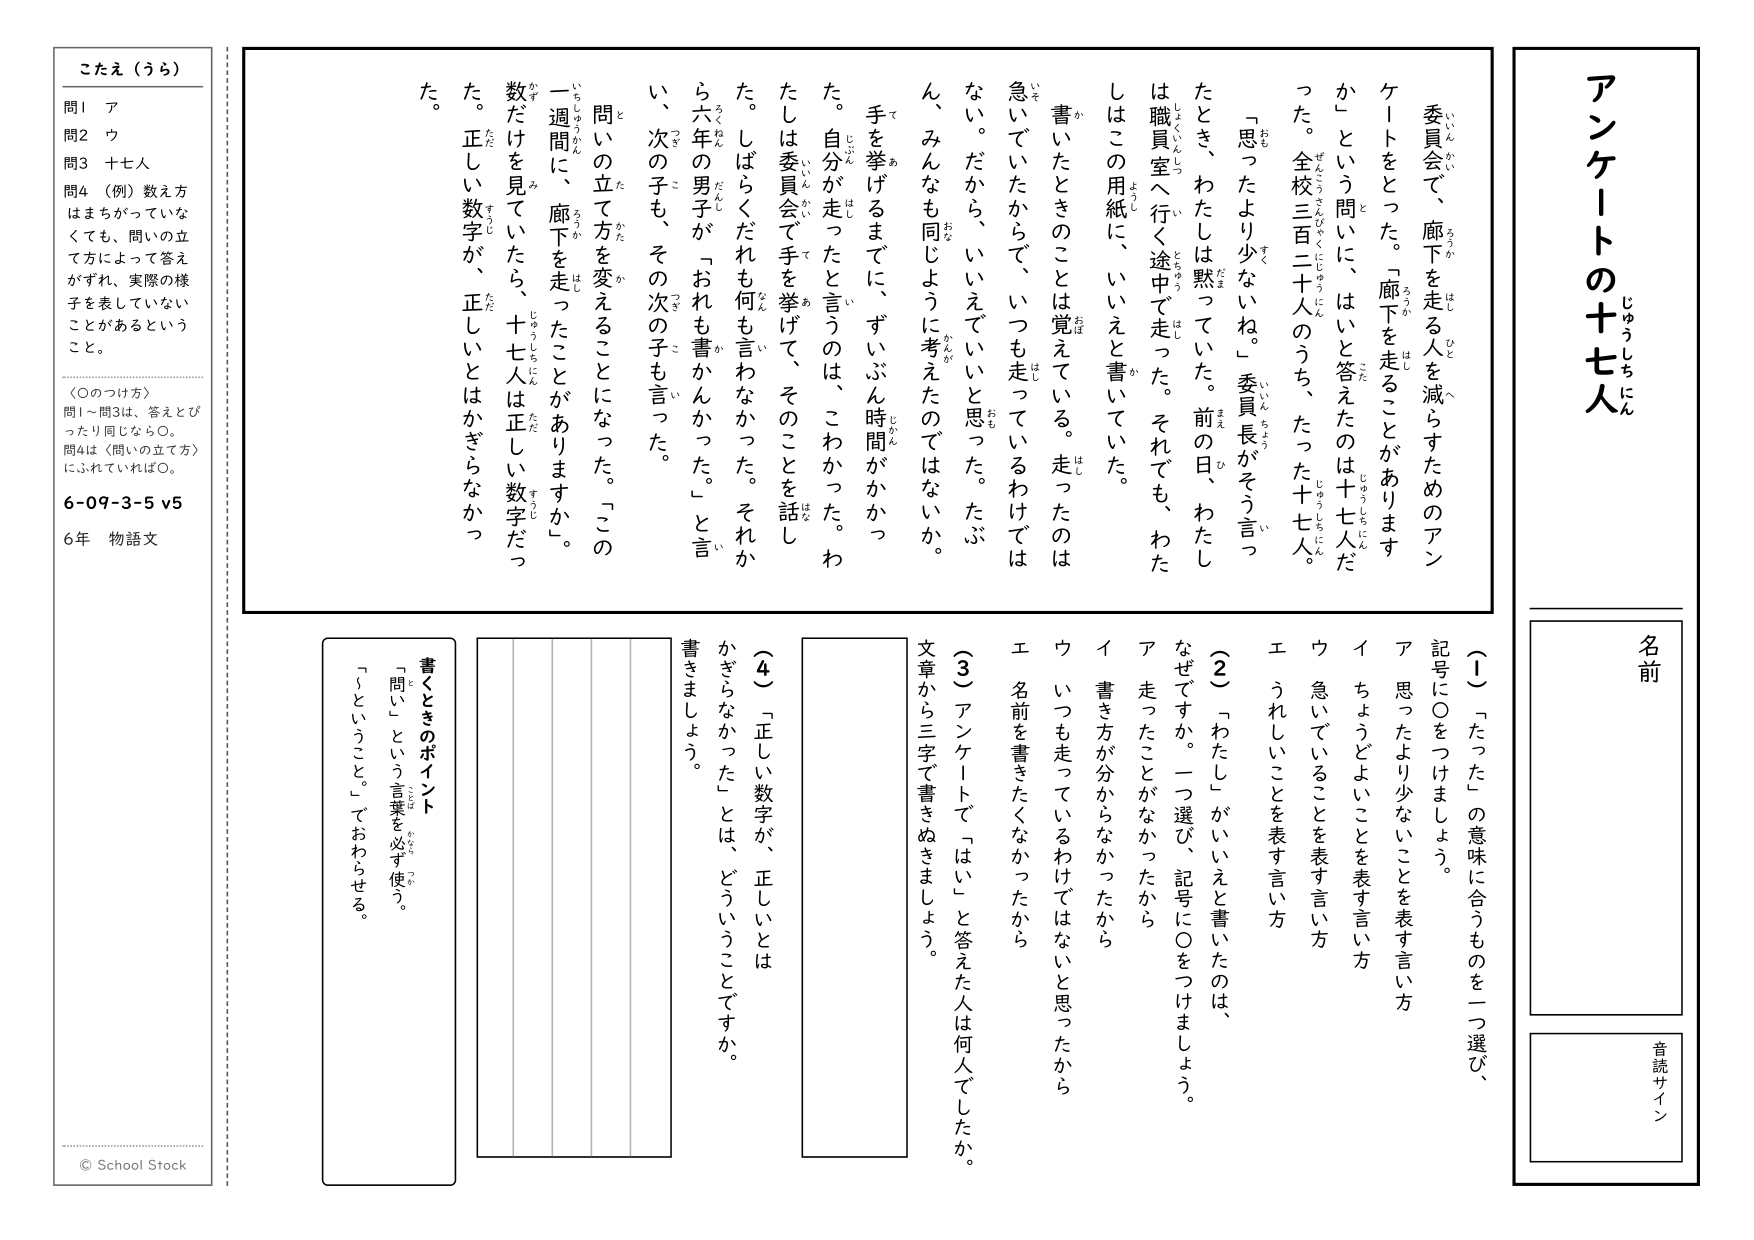 アンケートの十七人
じゅうしちにん
名前
音読サイン
委員会で、廊下を走る人を減らすためのアン
ケートをとった。「廊下を走ることがあります
か」という問いに、はいと答えたのは十七人だ
った。全校三百二十人のうち、たった十七人。
「思ったより少ないね。」委員長がそう言っ
たとき、わたしは黙っていた。前の日、わたし
は職員室へ行く途中で走った。それでも、わた
しはこの用紙に、いいえと書いていた。
書いたときのことは覚えている。走ったのは
急いでいたからで、いつも走っているわけでは
ない。だから、いいえでいいと思った。たぶ
ん、みんなも同じように考えたのではないか。
手を挙げるまでに、ずいぶん時間がかかっ
た。自分が走ったと言うのは、こわかった。わ
たしは委員会で手を挙げて、そのことを話し
た。しばらくだれも何も言わなかった。それか
ら六年の男子が「おれも書かんかった。」と言
い、次の子も、その次の子も言った。
問いの立て方を変えることになった。「この
一週間に、廊下を走ったことがありますか」。
数だけを見ていたら、十七人は正しい数字だっ
た。正しい数字が、正しいとはかぎらなかっ
た。
(1)「たった」の意味に合うものを一つ選び、
記号に○をつけましょう。
ア 思ったより少ないことを表す言い方
イ ちょうどよいことを表す言い方
ウ 急いでいることを表す言い方
エ うれしいことを表す言い方
(2)「わたし」がいいえと書いたのは、
なぜですか。一つ選び、記号に○をつけましょう。
ア 走ったことがなかったから
イ 書き方が分からなかったから
ウ いつも走っているわけではないと思ったから
エ 名前を書きたくなかったから
(3)アンケートで「はい」と答えた人は何人でしたか。
文章から三字で書きぬきましょう。
(4)「正しい数字が、正しいとは
かぎらなかった」とは、どういうことですか。
書きましょう。
書くときのポイント
「問い」という言葉を必ず使う。
「～ということ。」でおわらせる。
こたえ（うら）
問1 ア
問2 ウ
問3 十七人
問4 （例）数え方
はまちがっていな
くても、問いの立
て方によって答え
がずれ、実際の様
子を表していない
ことがあるという
こと。
〈○のつけ方〉
問1～問3は、答えとぴ
ったり同じなら○。
問4は〈問いの立て方〉
にふれていれば○。
6-09-3-5 v5
6年 物語文
© School Stock